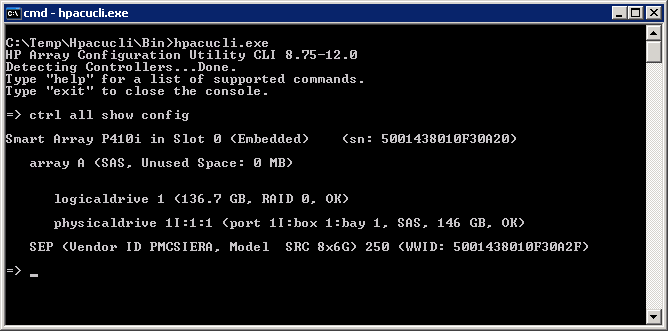 cmd - hpacucli.exe
C:\Temp\Hpacucli\Bin>hpacucli.exe
HP Array Configuration Utility CLI 8.75-12.0
Detecting Controllers...Done.
Type "help" for a list of supported commands.
Type "exit" to close the console.
=> ctrl all show config
Smart Array P410i in Slot 0 (Embedded)    (sn: 5001438010F30A20)
array A (SAS, Unused Space: 0 MB)
logicaldrive 1 (136.7 GB, RAID 0, OK)
physicaldrive 1I:1:1 (port 1I:box 1:bay 1, SAS, 146 GB, OK)
SEP (Vendor ID PMCSIERA, Model  SRC 8x6G) 250 (WWID: 5001438010F30A2F)
=> _